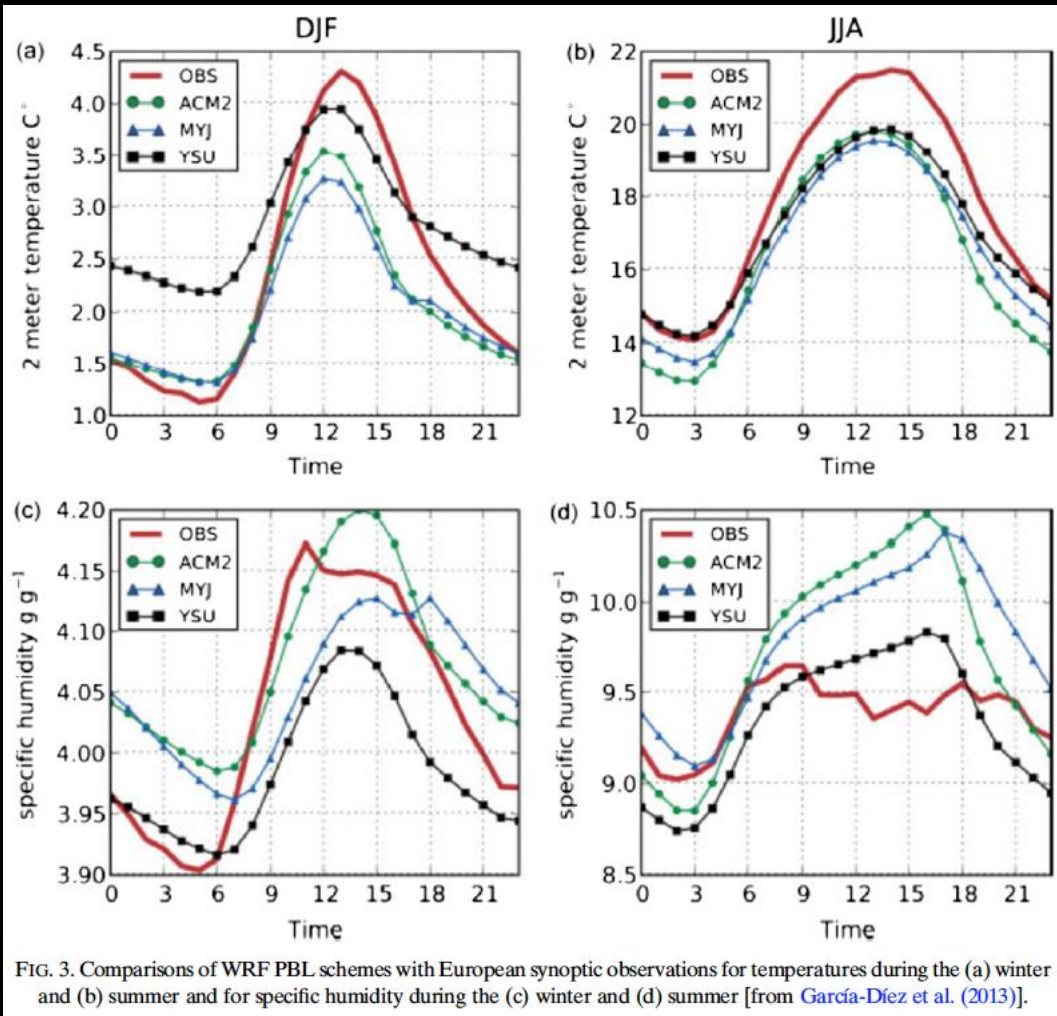 DJF
JJA
(a)
4.5
4.0
3.5
3.0
2.5
2.0
1.5
1.0
2 meter temperature C°
OBS
ACM2
MYJ
YSU
0 3 6 9 12 15 18 21
Time
(b)
22
20
18
16
14
12
2 meter temperature C°
OBS
ACM2
MYJ
YSU
0 3 6 9 12 15 18 21
Time
(c)
4.20
4.15
4.10
4.05
4.00
3.95
3.90
specific humidity g g⁻¹
OBS
ACM2
MYJ
YSU
0 3 6 9 12 15 18 21
Time
(d)
10.5
10.0
9.5
9.0
8.5
specific humidity g g⁻¹
OBS
ACM2
MYJ
YSU
0 3 6 9 12 15 18 21
Time
FIG. 3. Comparisons of WRF PBL schemes with European synoptic observations for temperatures during the (a) winter
and (b) summer and for specific humidity during the (c) winter and (d) summer [from García-Díez et al. (2013)].